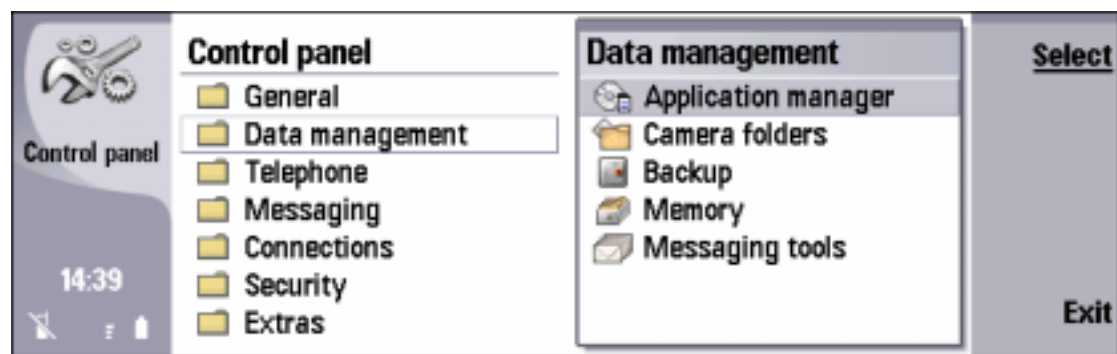 Control panel
14:39
Control panel
General
Data management
Telephone
Messaging
Connections
Security
Extras
Data management
Application manager
Camera folders
Backup
Memory
Messaging tools
Select
Exit